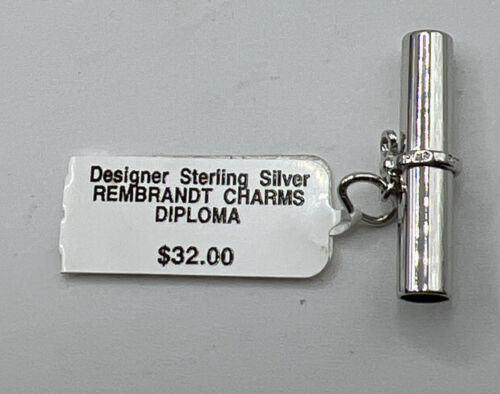 Designer Sterling Silver
REMBRANDT CHARMS
DIPLOMA
$32.00